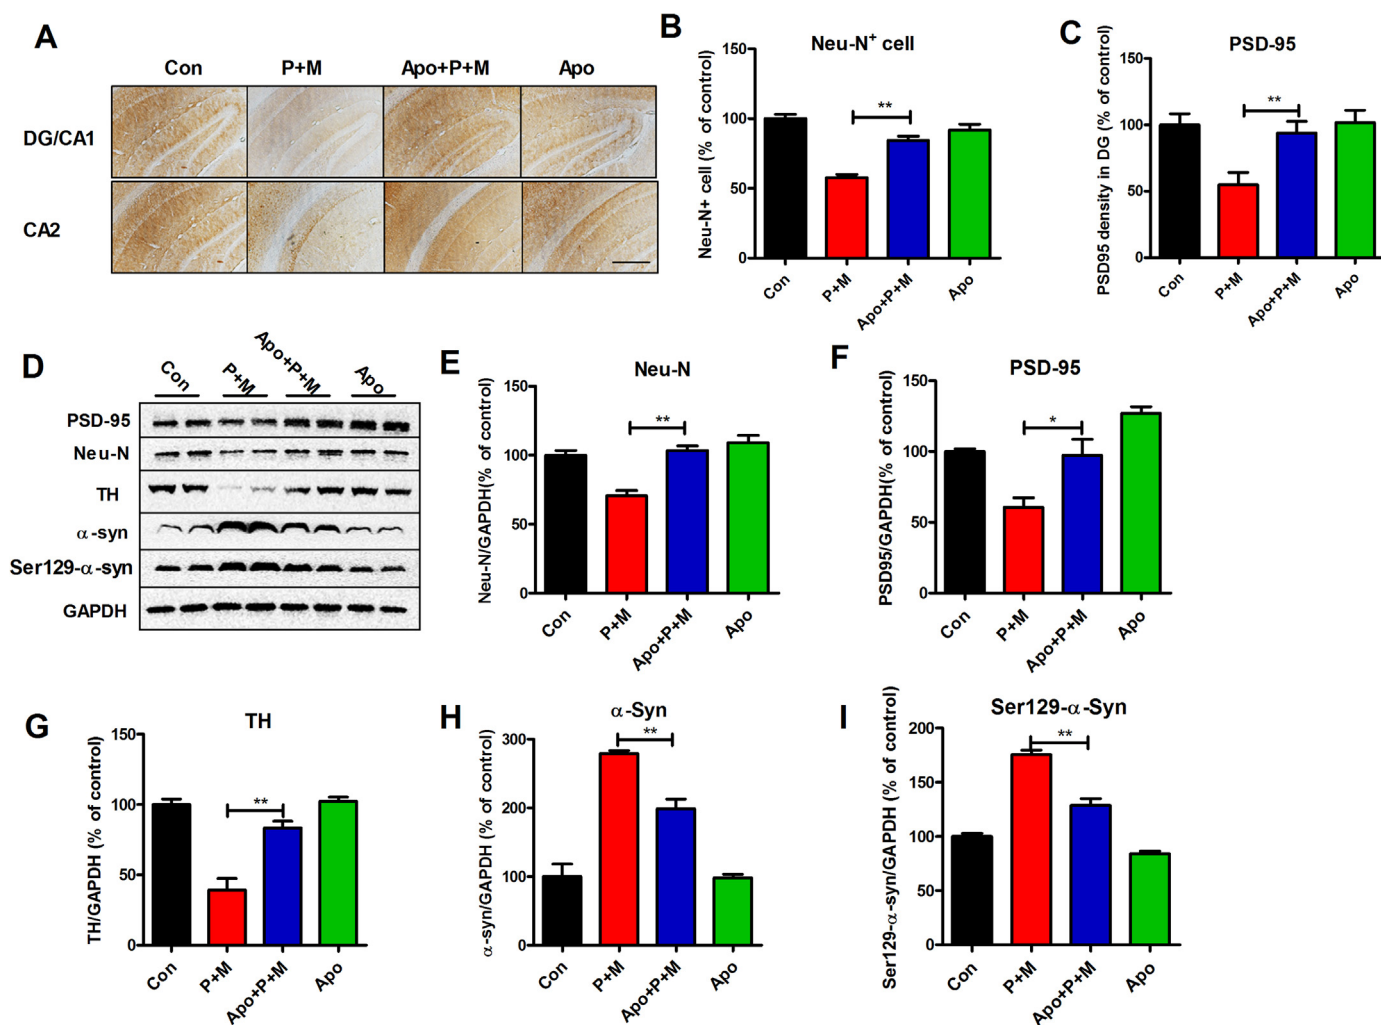 A
Con P+M Apo+P+M Apo
DG/CA1
CA2
B
Neu-N+ cell
Neu-N+ cell (% of control)
150
100
50
0
**
Con P+M Apo+P+M Apo
C
PSD-95
PSD95 density in DG (% of control)
150
100
50
0
**
Con P+M Apo+P+M Apo
D
Con P+M Apo+P+M Apo
PSD-95
Neu-N
TH
α-syn
Ser129-α-syn
GAPDH
E
Neu-N
Neu-N/GAPDH(% of control)
150
100
50
0
**
Con P+M Apo+P+M Apo
F
PSD-95
PSD95/GAPDH(% of control)
150
100
50
0
*
Con P+M Apo+P+M Apo
G
TH
TH/GAPDH (% of control)
150
100
50
0
**
Con P+M Apo+P+M Apo
H
α-Syn
α-syn/GAPDH (% of control)
300
200
100
0
**
Con P+M Apo+P+M Apo
I
Ser129-α-Syn
Ser129-α-syn/GAPDH (% of control)
200
150
100
50
0
**
Con P+M Apo+P+M Apo